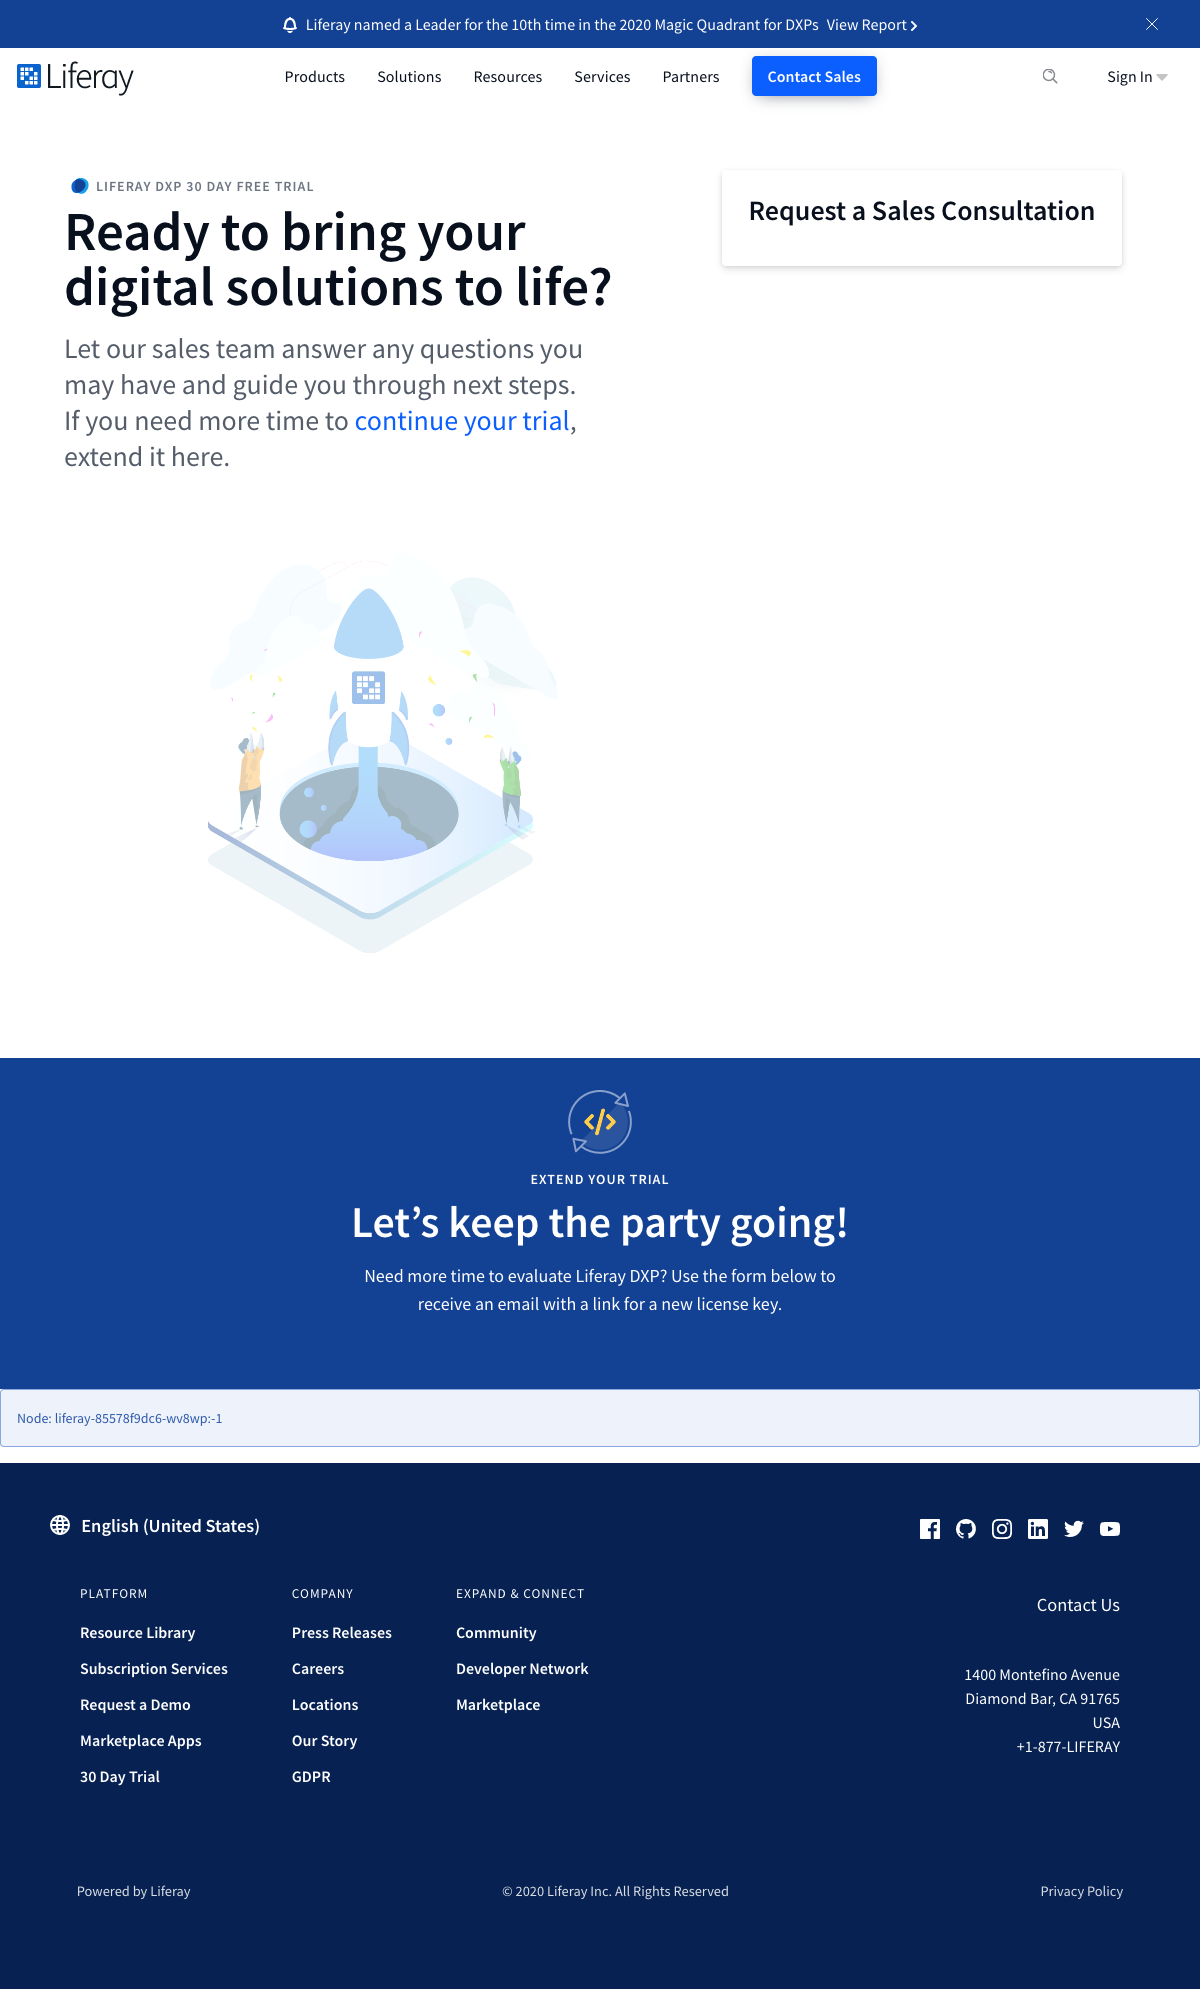 Liferay named a Leader for the 10th time in the 2020 Magic Quadrant for DXPs View Report
Liferay
Products Solutions Resources Services Partners Contact Sales Sign In
LIFERAY DXP 30 DAY FREE TRIAL
Ready to bring your
digital solutions to life?
Let our sales team answer any questions you
may have and guide you through next steps.
If you need more time to continue your trial,
extend it here.
Request a Sales Consultation
EXTEND YOUR TRIAL
Let’s keep the party going!
Need more time to evaluate Liferay DXP? Use the form below to
receive an email with a link for a new license key.
Node: liferay-85578f9dc6-wv8wp:-1
English (United States)
PLATFORM
Resource Library
Subscription Services
Request a Demo
Marketplace Apps
30 Day Trial
COMPANY
Press Releases
Careers
Locations
Our Story
GDPR
EXPAND & CONNECT
Community
Developer Network
Marketplace
Contact Us
1400 Montefino Avenue
Diamond Bar, CA 91765
USA
+1-877-LIFERAY
Powered by Liferay
© 2020 Liferay Inc. All Rights Reserved
Privacy Policy